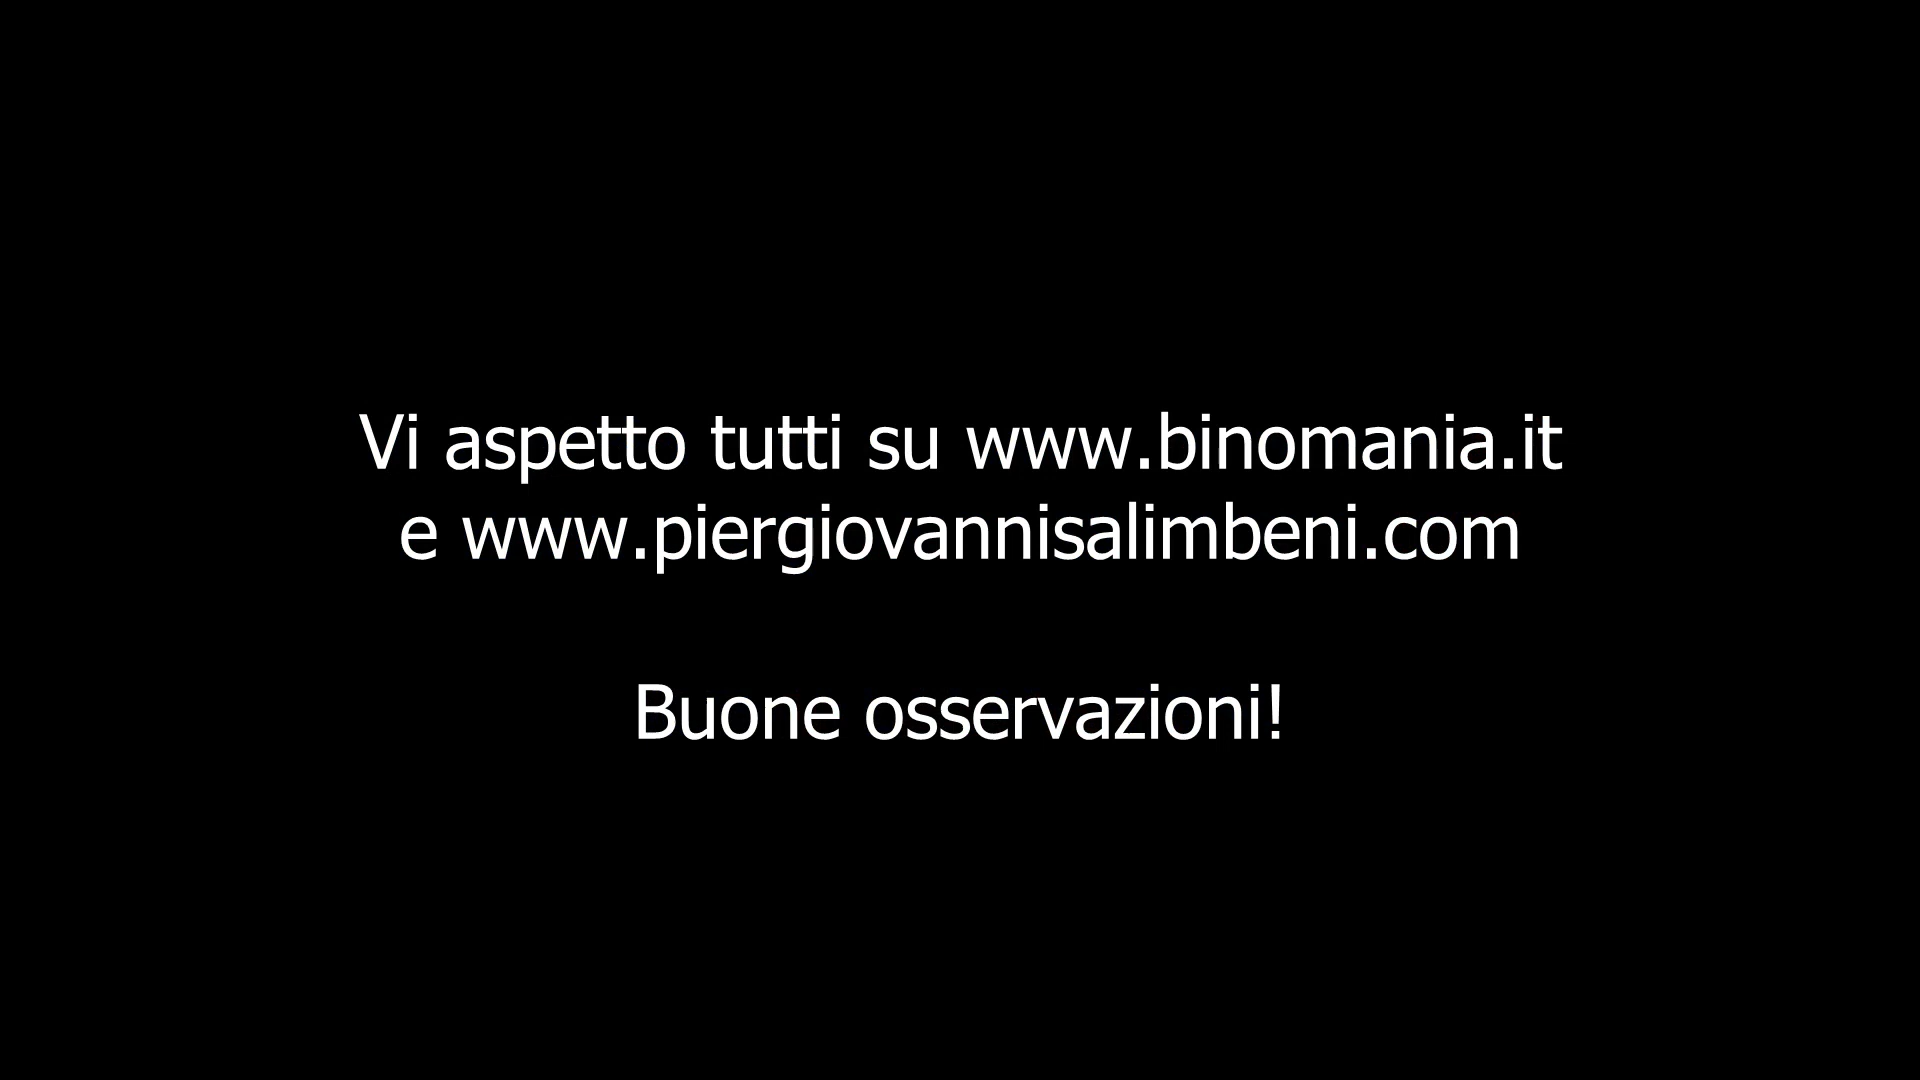 Vi aspetto tutti su www.binomania.it
e www.piergiovannisalimbeni.com
Buone osservazioni!